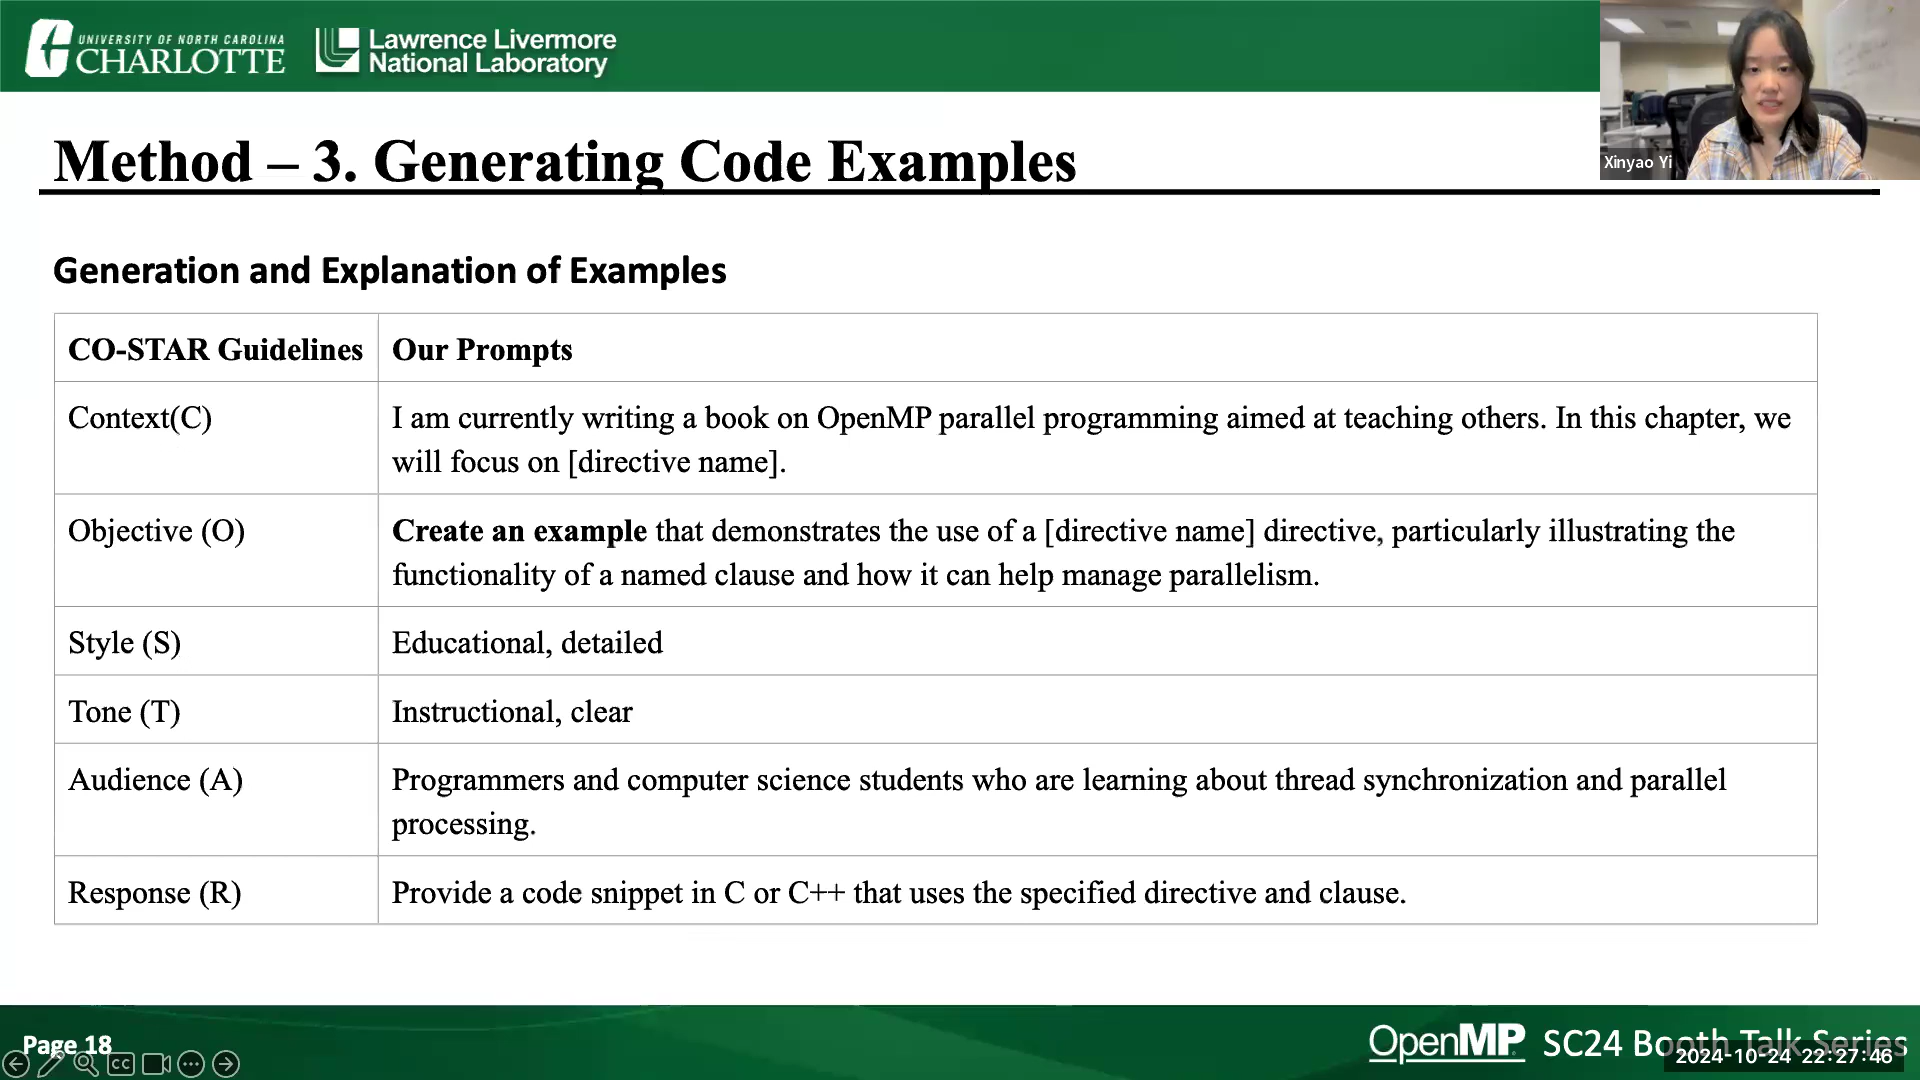 UNIVERSITY OF NORTH CAROLINA
CHARLOTTE
Lawrence Livermore
National Laboratory
Xinyao Yi
Method – 3. Generating Code Examples
Generation and Explanation of Examples
CO-STAR Guidelines
Our Prompts
Context(C)
I am currently writing a book on OpenMP parallel programming aimed at teaching others. In this chapter, we
will focus on [directive name].
Objective (O)
Create an example that demonstrates the use of a [directive name] directive, particularly illustrating the
functionality of a named clause and how it can help manage parallelism.
Style (S)
Educational, detailed
Tone (T)
Instructional, clear
Audience (A)
Programmers and computer science students who are learning about thread synchronization and parallel
processing.
Response (R)
Provide a code snippet in C or C++ that uses the specified directive and clause.
Page 18
CC
OpenMP SC24 Booth Talk Series
2024-10-24 22:27:46